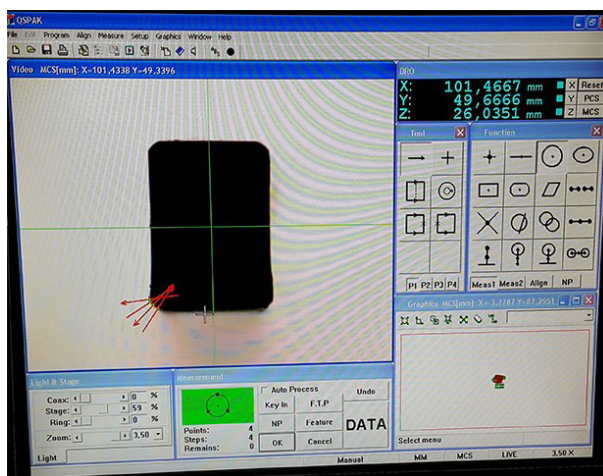 QSPAK
File Edit Program Align Measure Setup Graphics Window Help
Video MCS[mm]: X-101,4338 Y-49,3396
DRO
X: 101,4667 mm X Reset
Y: 49,6666 mm Y PCS
Z: 26,0351 mm Z MCS
Tool
Function
P1 P2 P3 P4
Meas1 Meas2 Align NP
Graphics MCS[mm]: X=-3,2787 Y=87,2951
Light & Stage
Coax: 0 %
Stage: 59 %
Ring: 0 %
Zoom: 3,50
Light
Measurement
Points: 4
Steps: 4
Remains: 0
Auto Process
Undo
Key In
F.T.P
NP
Feature
DATA
OK
Cancel
Select menu
Manual MM MCS LIVE 3,50 X